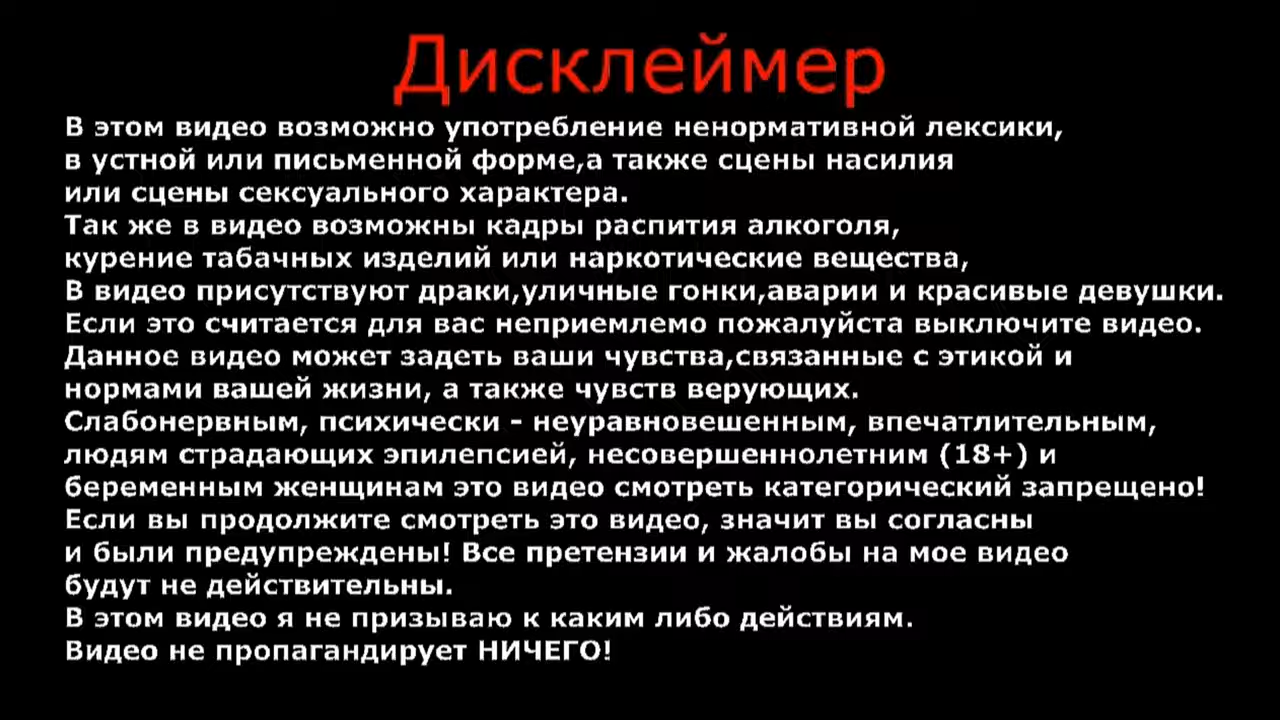 Дисклеймер
В этом видео возможно употребление ненормативной лексики,
в устной или письменной форме,а также сцены насилия
или сцены сексуального характера.
Так же в видео возможны кадры распития алкоголя,
курение табачных изделий или наркотические вещества,
В видео присутствуют драки,уличные гонки,аварии и красивые девушки.
Если это считается для вас неприемлемо пожалуйста выключите видео.
Данное видео может задеть ваши чувства,связанные с этикой и
нормами вашей жизни, а также чувств верующих.
Слабонервным, психически - неуравновешенным, впечатлительным,
людям страдающих эпилепсией, несовершеннолетним (18+) и
беременным женщинам это видео смотреть категорический запрещено!
Если вы продолжите смотреть это видео, значит вы согласны
и были предупреждены! Все претензии и жалобы на мое видео
будут не действительны.
В этом видео я не призываю к каким либо действиям.
Видео не пропагандирует НИЧЕГО!